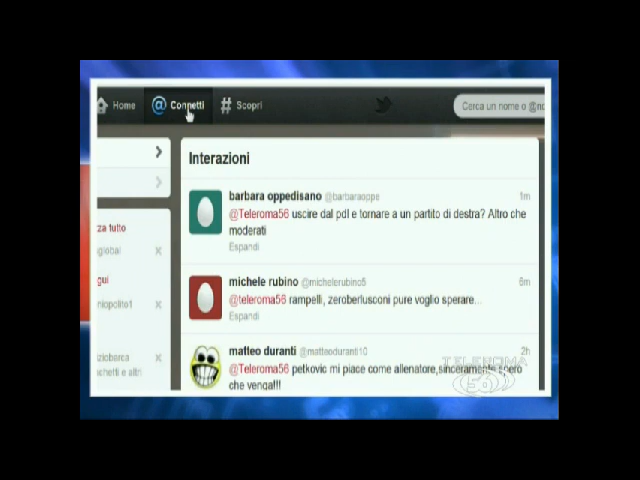 Home
@ Connetti
# Scopri
Cerca un nome o @no
Interazioni
barbara oppedisano @barbaraoppe 1m
@Teleroma56 uscire dal pdl e tornare a un partito di destra? Altro che
moderati
Espandi
za tutto
global
gui
niopolito1
michele rubino @michelerubino5 6m
@teleroma56 rampelli, zeroberlusconi pure voglio sperare...
Espandi
matteo duranti @matteoduranti10 2h
@Teleroma56 petkovic mi piace come allenatore,sinceramente spero
che venga!!!
ziobarca
chetti e altri
TELEROMA
56